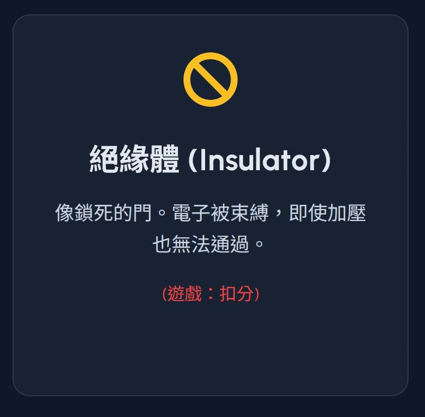 絕緣體 (Insulator)
像鎖死的門。電子被束縛，即使加壓
也無法通過。
(遊戲：扣分)